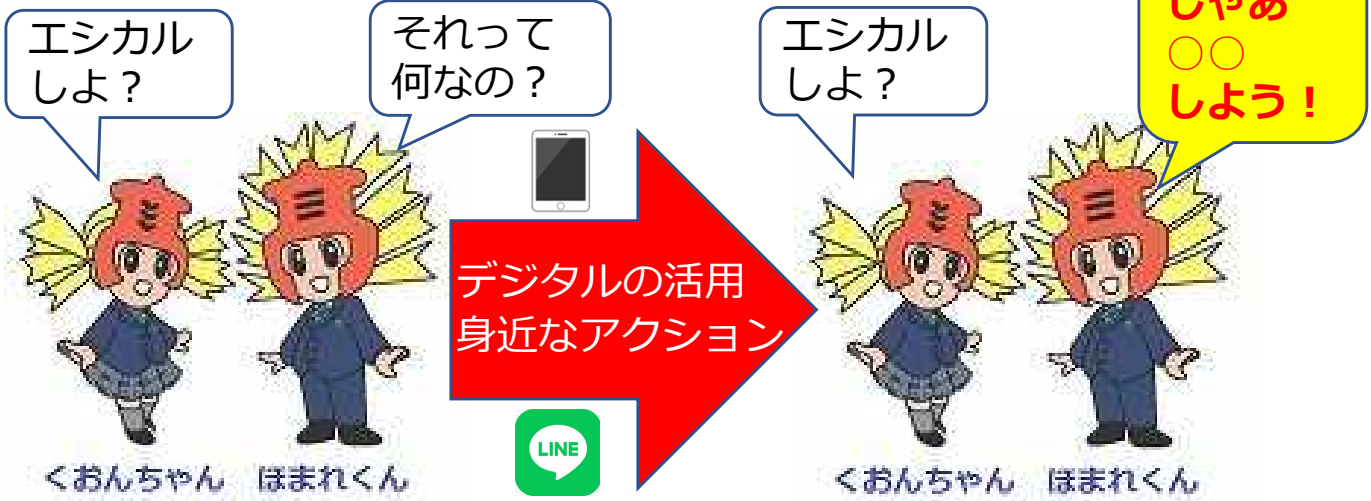 エシカル
しよ？
それって
何なの？
デジタルの活用
身近なアクション
LINE
くおんちゃん
ほまれくん
エシカル
しよ？
じゃあ
○○
しよう！
くおんちゃん
ほまれくん